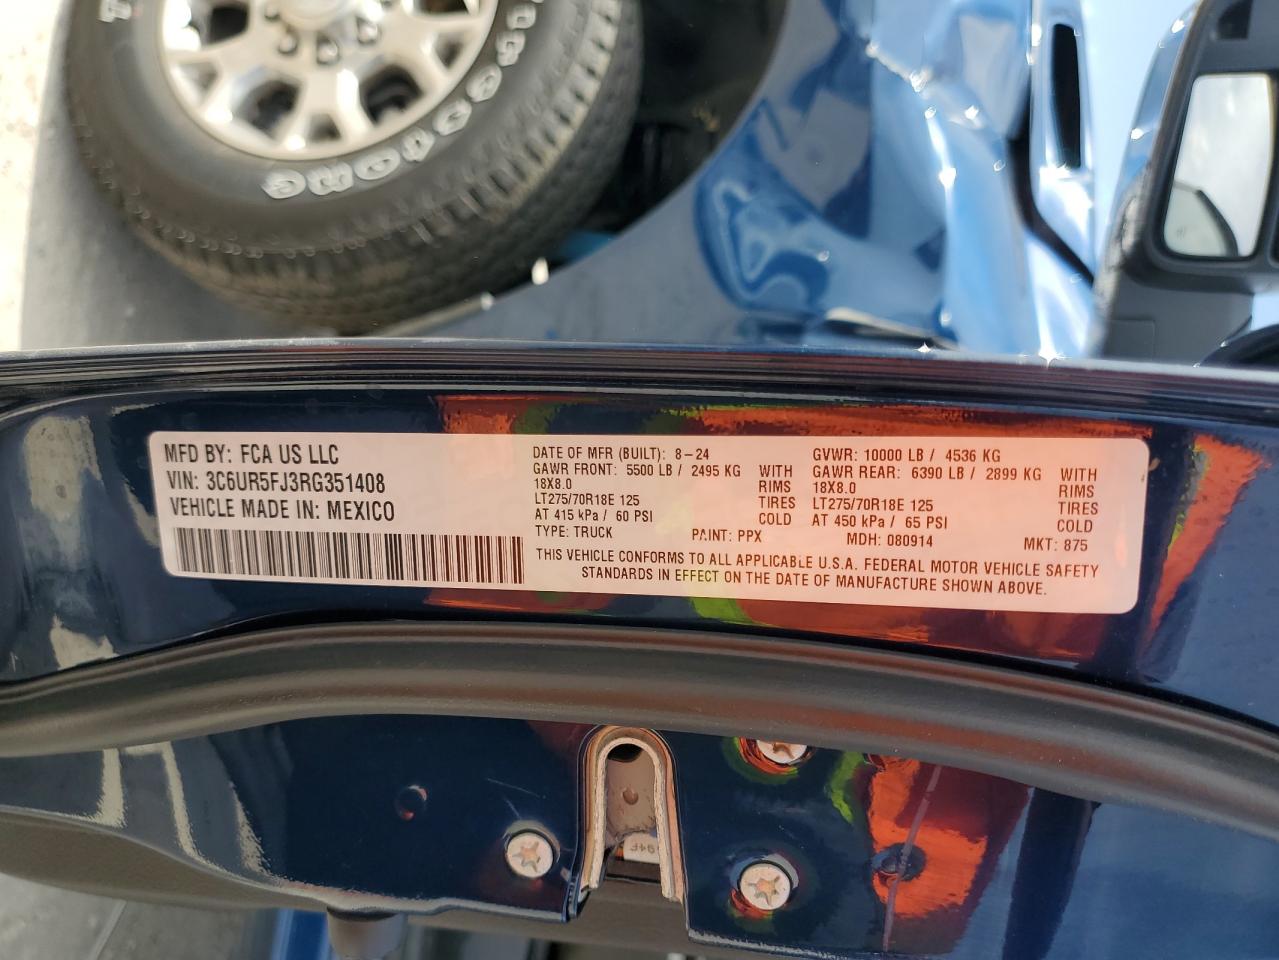 MFD BY: FCA US LLC
VIN: 3C6UR5FJ3RG351408
VEHICLE MADE IN: MEXICO
DATE OF MFR (BUILT): 8-24 GVWR: 10000 LB / 4536 KG
GAWR FRONT: 5500 LB / 2495 KG WITH GAWR REAR: 6390 LB / 2899 KG WITH
18X8.0 RIMS 18X8.0 RIMS
LT275/70R18E 125 TIRES LT275/70R18E 125 TIRES
AT 415 kPa / 60 PSI COLD AT 450 kPa / 65 PSI COLD
TYPE: TRUCK PAINT: PPX MDH: 080914 MKT: 875
THIS VEHICLE CONFORMS TO ALL APPLICABLE U.S.A. FEDERAL MOTOR VEHICLE SAFETY
STANDARDS IN EFFECT ON THE DATE OF MANUFACTURE SHOWN ABOVE.